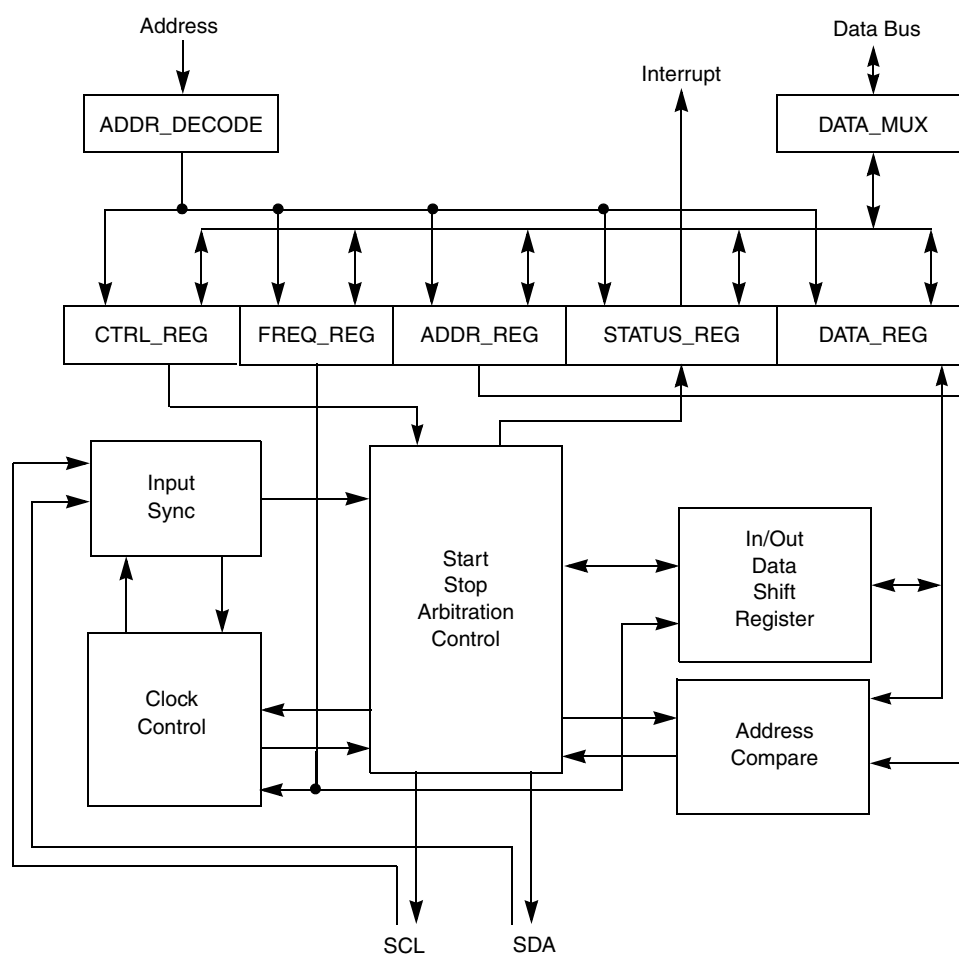 Address
Data Bus
Interrupt
ADDR_DECODE
DATA_MUX
CTRL_REG
FREQ_REG
ADDR_REG
STATUS_REG
DATA_REG
Input
Sync
Start
Stop
Arbitration
Control
In/Out
Data
Shift
Register
Clock
Control
Address
Compare
SCL
SDA